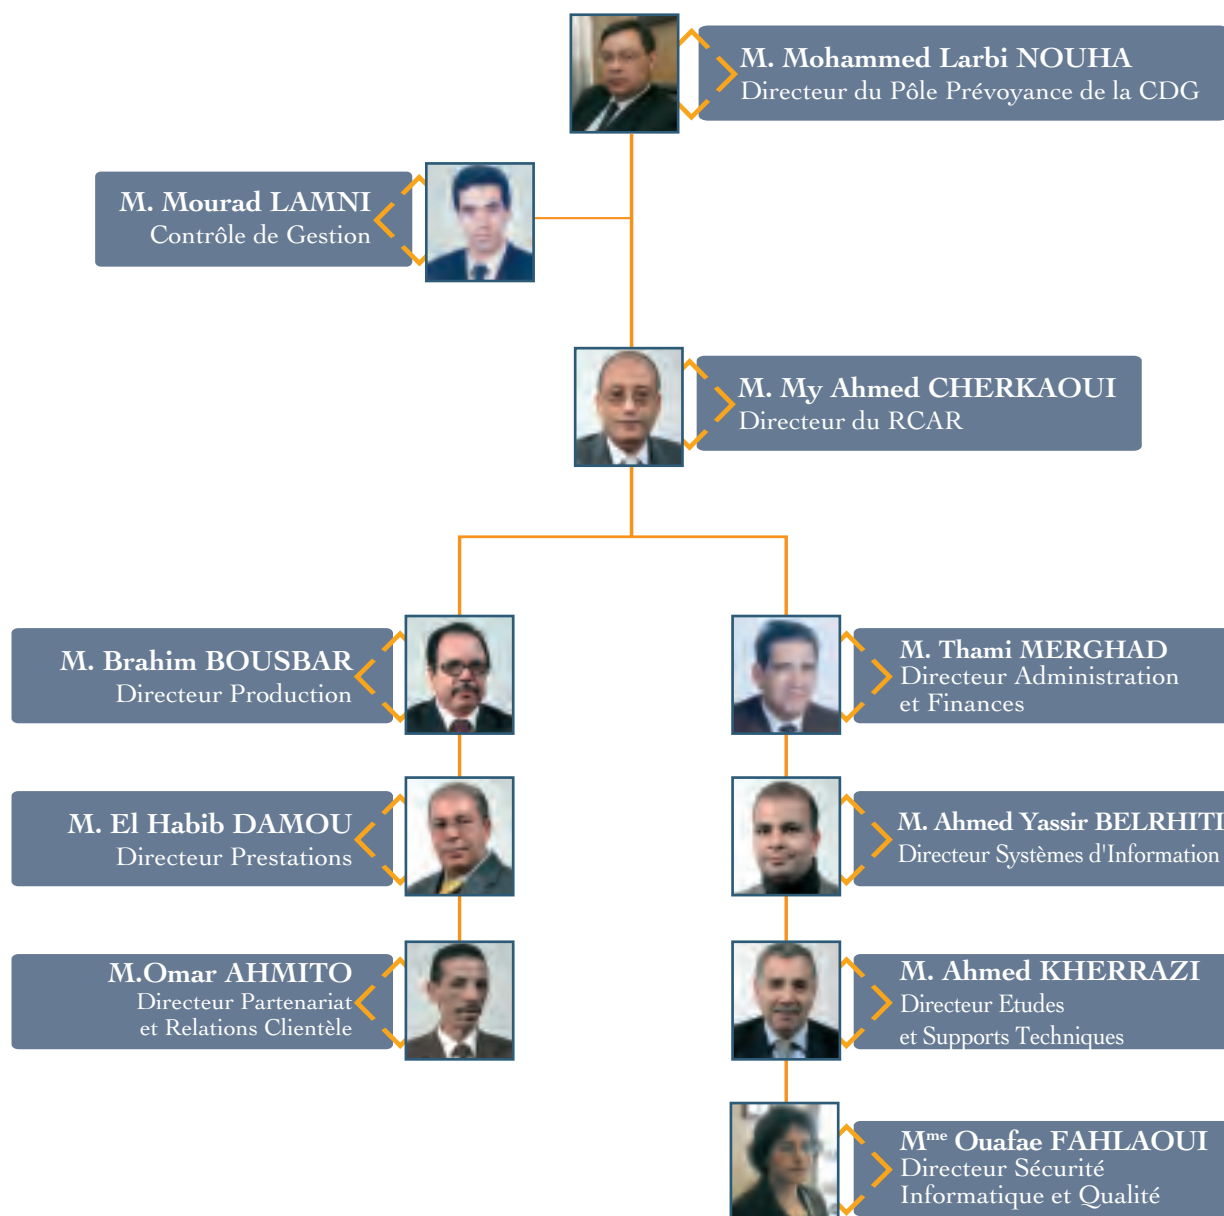 M. Mohammed Larbi NOUHA
Directeur du Pôle Prévoyance de la CDG
M. Mourad LAMNI
Contrôle de Gestion
M. My Ahmed CHERKAOUI
Directeur du RCAR
M. Brahim BOUSBAR
Directeur Production
M. Thami MERGHAD
Directeur Administration
et Finances
M. El Habib DAMOU
Directeur Prestations
M. Ahmed Yassir BELRHITI
Directeur Systèmes d'Information
M.Omar AHMITO
Directeur Partenariat
et Relations Clientèle
M. Ahmed KHERRAZI
Directeur Etudes
et Supports Techniques
Mme Ouafae FAHLAOUI
Directeur Sécurité
Informatique et Qualité